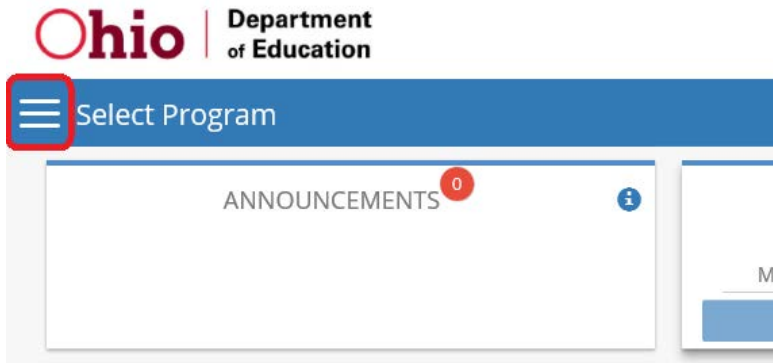 Ohio
Department
of Education
Select Program
ANNOUNCEMENTS 0
M